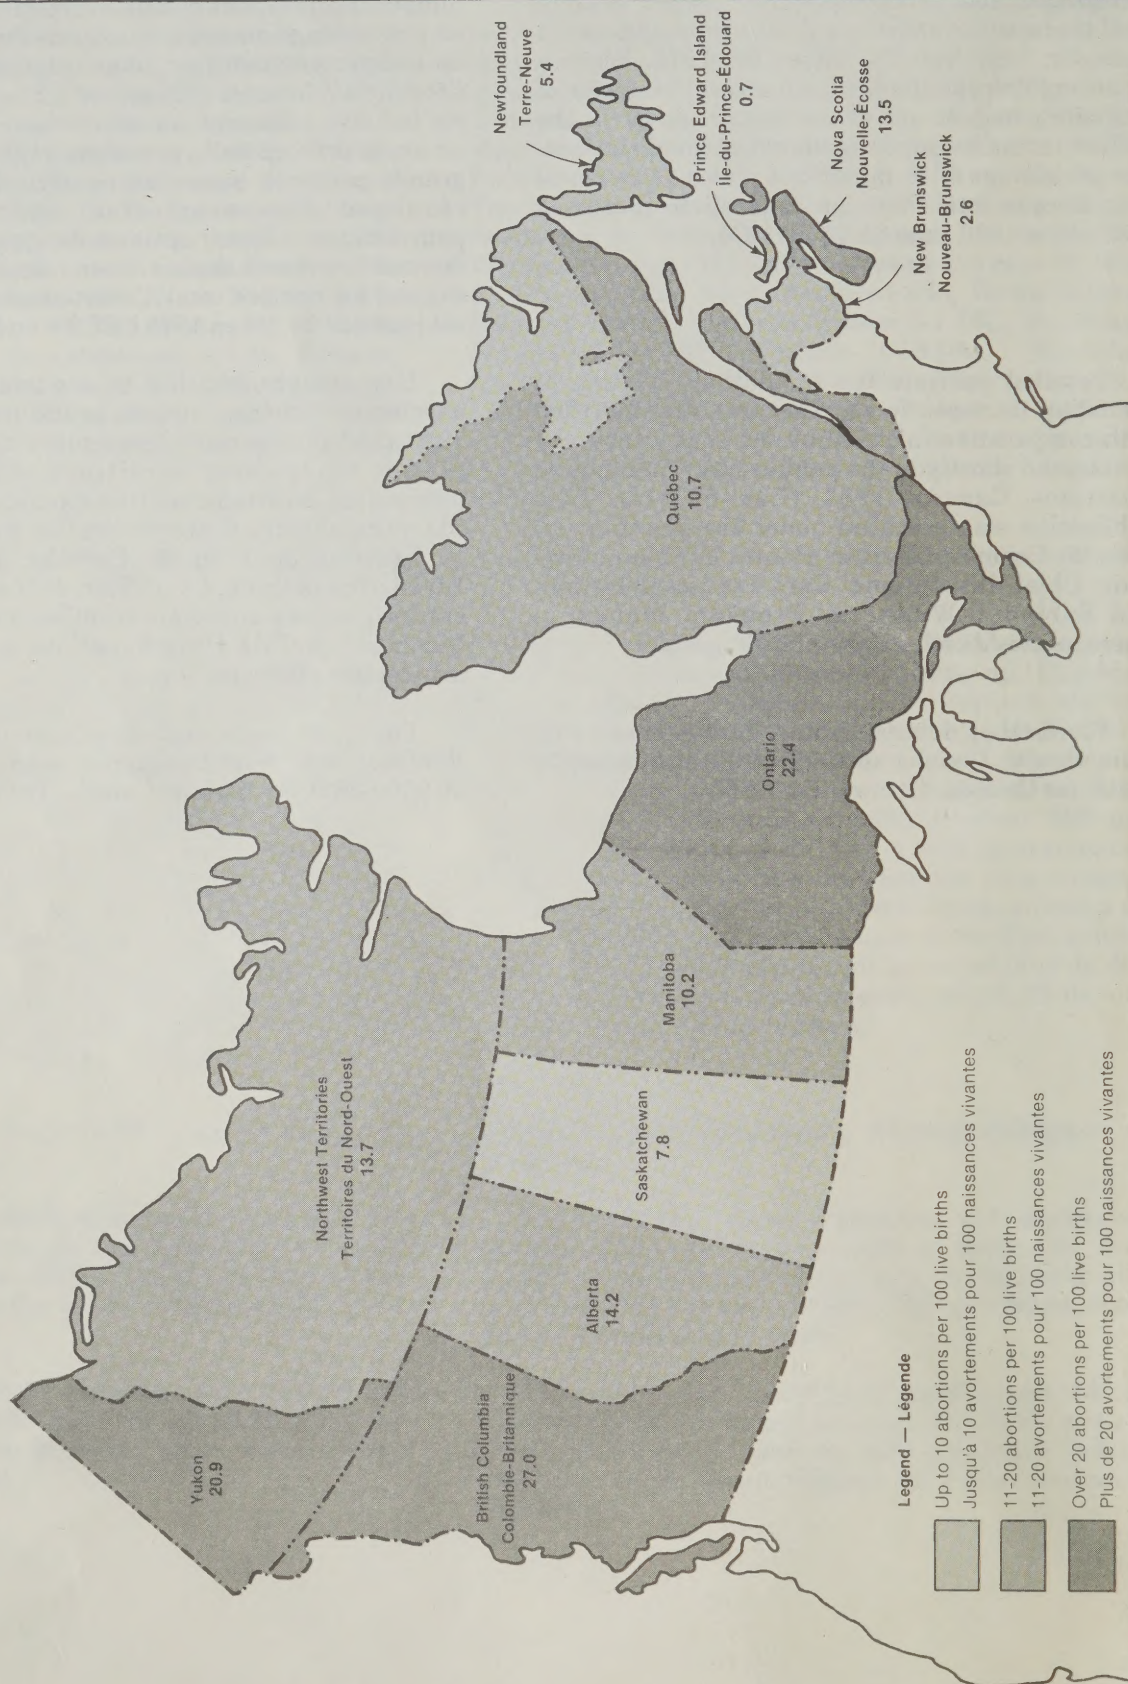 Yukon
20.9
Northwest Territories
Territoires du Nord-Ouest
13.7
British Columbia
Colombie-Britannique
27.0
Alberta
14.2
Saskatchewan
7.8
Manitoba
10.2
Ontario
22.4
Québec
10.7
Newfoundland
Terre-Neuve
5.4
Prince Edward Island
Île-du-Prince-Édouard
0.7
Nova Scotia
Nouvelle-Écosse
13.5
New Brunswick
Nouveau-Brunswick
2.6
Legend — Légende
Up to 10 abortions per 100 live births
Jusqu'à 10 avortements pour 100 naissances vivantes
11-20 abortions per 100 live births
11-20 avortements pour 100 naissances vivantes
Over 20 abortions per 100 live births
Plus de 20 avortements pour 100 naissances vivantes